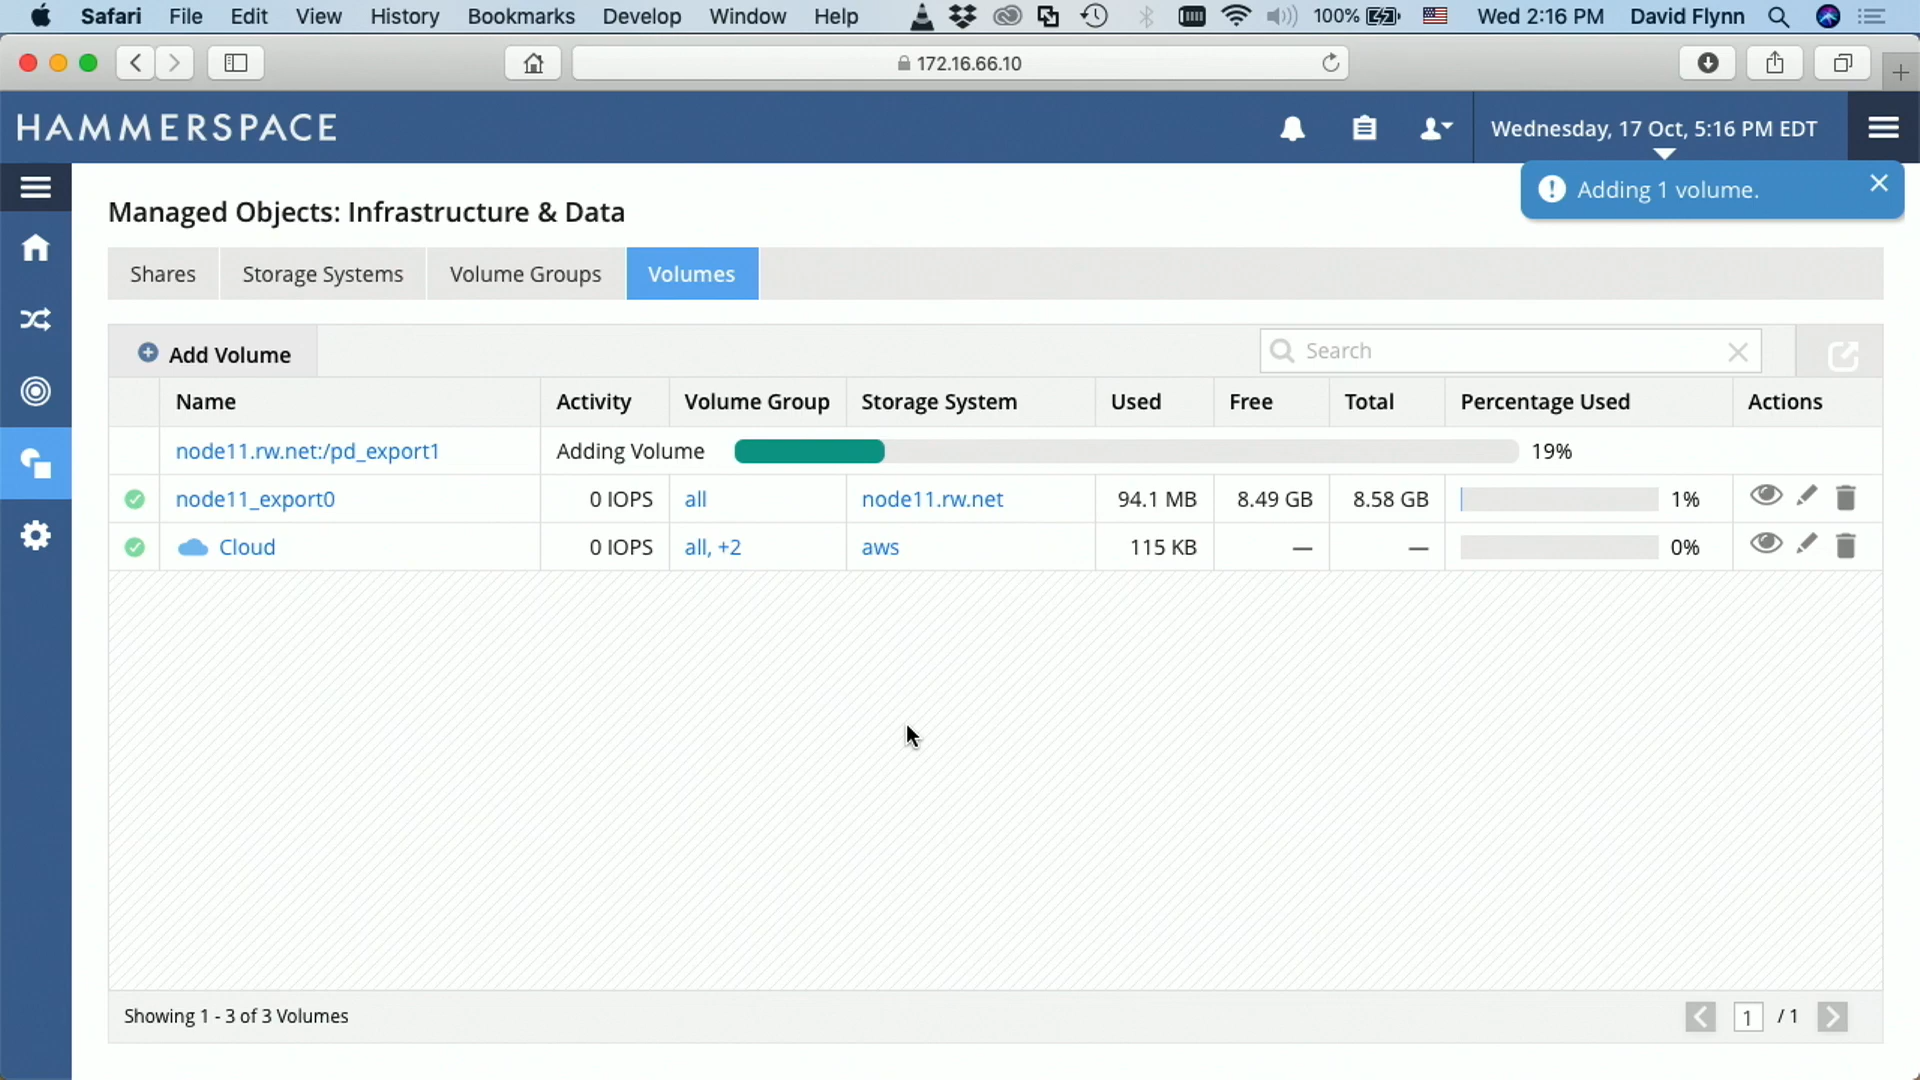 Safari File Edit View History Bookmarks Develop Window Help 100% Wed 2:16 PM David Flynn
172.16.66.10
HAMMERSPACE
Wednesday, 17 Oct, 5:16 PM EDT
Adding 1 volume.
Managed Objects: Infrastructure & Data
Shares Storage Systems Volume Groups Volumes
Add Volume
Search
Name Activity Volume Group Storage System Used Free Total Percentage Used Actions
node11.rw.net:/pd_export1 Adding Volume 19%
node11_export0 0 IOPS all node11.rw.net 94.1 MB 8.49 GB 8.58 GB 1%
Cloud 0 IOPS all, +2 aws 115 KB — — 0%
Showing 1 - 3 of 3 Volumes
1 / 1